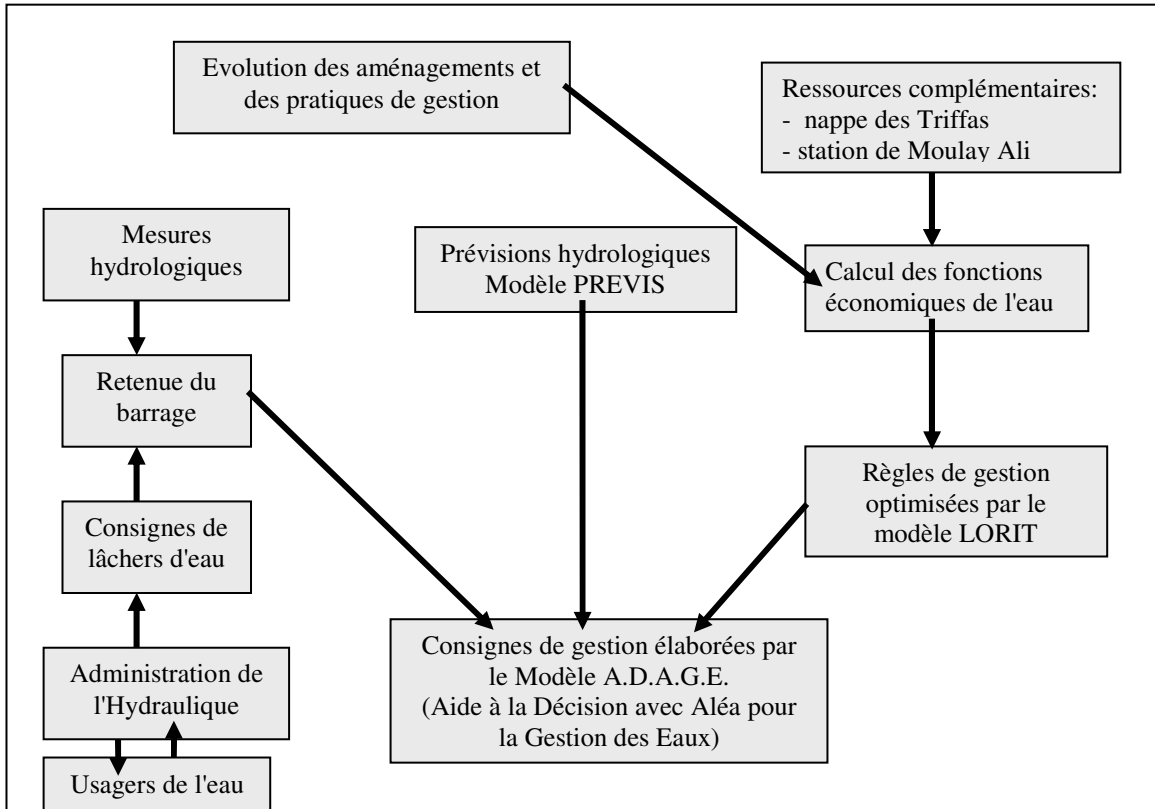 Evolution des aménagements et
des pratiques de gestion
Ressources complémentaires:
- nappe des Triffas
- station de Moulay Ali
Mesures
hydrologiques
Prévisions hydrologiques
Modèle PREVIS
Calcul des fonctions
économiques de l'eau
Retenue du
barrage
Règles de gestion
optimisées par le
modèle LORIT
Consignes de
lâchers d'eau
Consignes de gestion élaborées par
le Modèle A.D.A.G.E.
(Aide à la Décision avec Aléa pour
la Gestion des Eaux)
Administration de
l'Hydraulique
Usagers de l'eau